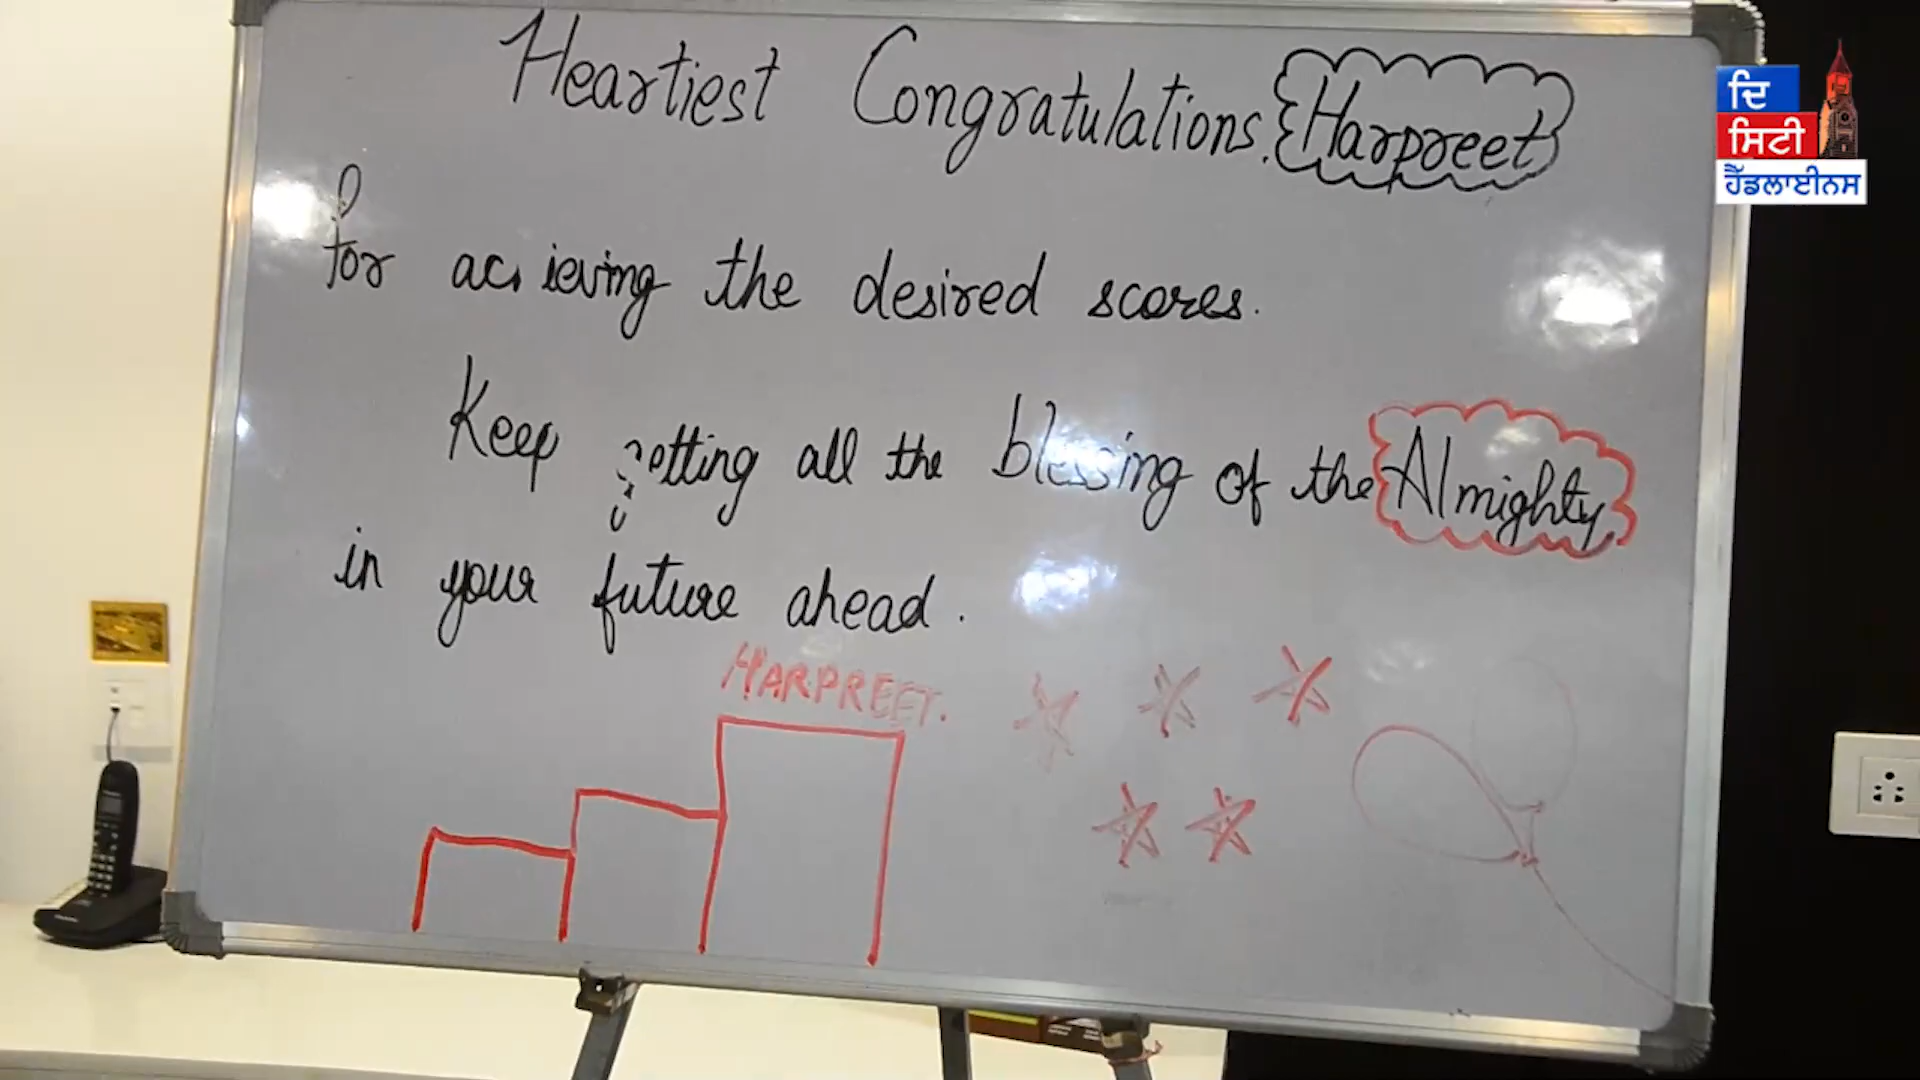 Heartiest Congratulations. Harpreet
for acieving the desired scores.
Keep getting all the blessing of the Almighty
in your future ahead.
HARPREET.
ਦਿ
ਸਿਟੀ
ਹੈੱਡਲਾਈਨਸ